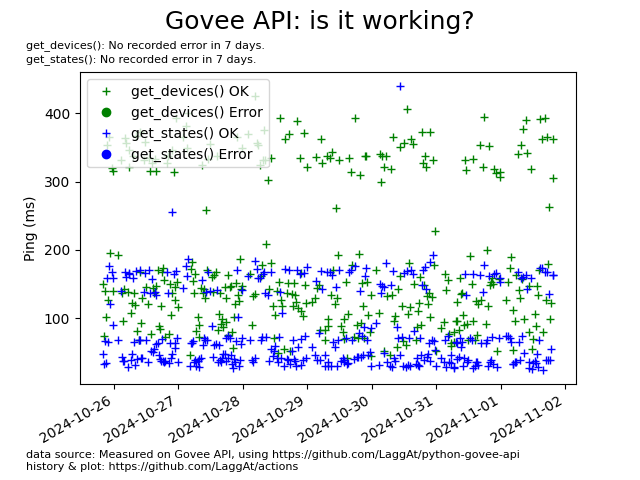 Govee API: is it working?
get_devices(): No recorded error in 7 days.
get_states(): No recorded error in 7 days.
get_devices() OK
get_devices() Error
get_states() OK
get_states() Error
Ping (ms)
400
300
200
100
2024-10-26
2024-10-27
2024-10-28
2024-10-29
2024-10-30
2024-10-31
2024-11-01
2024-11-02
data source: Measured on Govee API, using https://github.com/LaggAt/python-govee-api
history & plot: https://github.com/LaggAt/actions